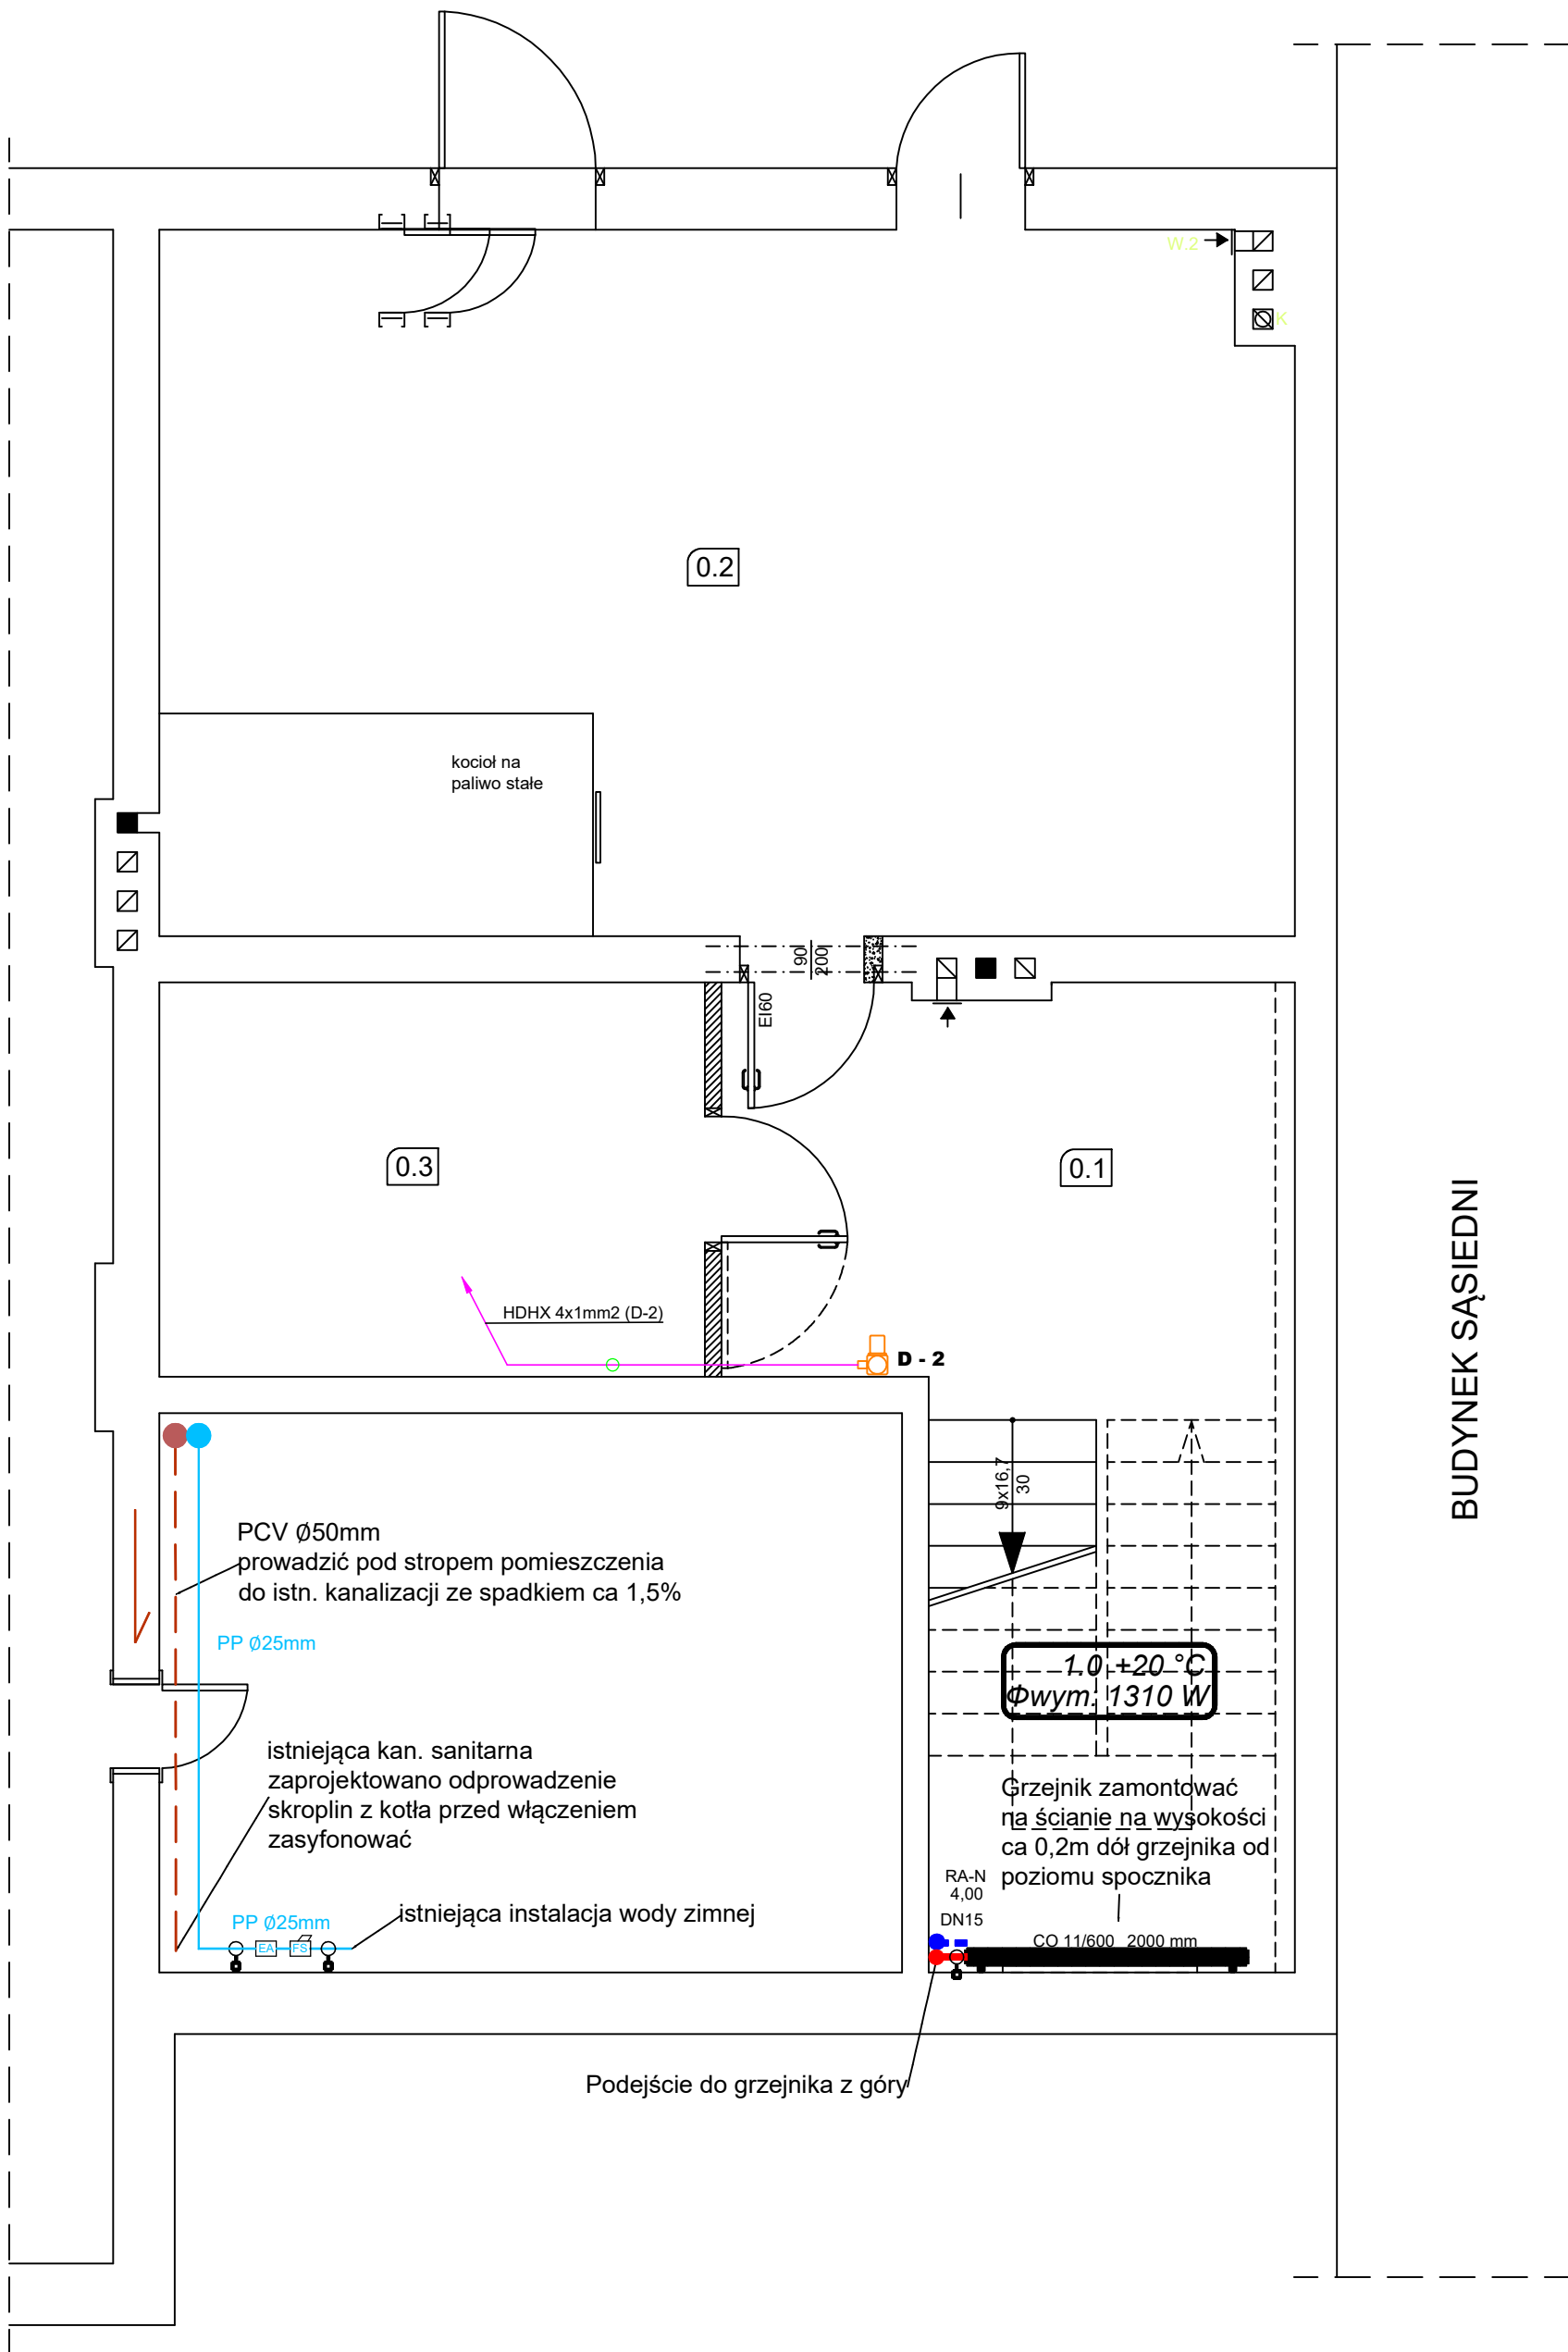 W.2
K
0.2
kocioł na
paliwo stałe
90
200
EI60
0.3
0.1
HDHX 4x1mm2 (D-2)
D - 2
BUDYNEK SĄSIEDNI
9x16,7
30
PCV Ø50mm
prowadzić pod stropem pomieszczenia
do istn. kanalizacji ze spadkiem ca 1,5%
PP Ø25mm
1.0 +20 °C
Φwym: 1310 W
istniejąca kan. sanitarna
zaprojektowano odprowadzenie
skroplin z kotła przed włączeniem
zasyfonować
Grzejnik zamontować
na ścianie na wysokości
ca 0,2m dół grzejnika od
poziomu spocznika
RA-N
4,00
DN15
PP Ø25mm
istniejąca instalacja wody zimnej
EA
FS
CO 11/600 2000 mm
Podejście do grzejnika z góry